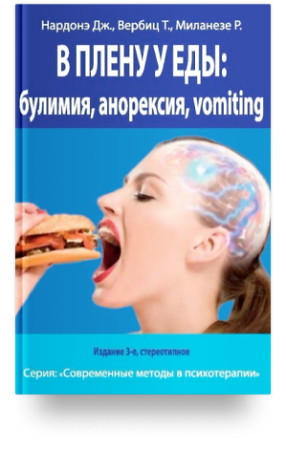 Нардонэ Дж., Вербиц Т., Миланезе Р.
В ПЛЕНУ У ЕДЫ:
булимия, анорексия, vomiting
Издание 3-е, стереотипное
Серия: «Современные методы в психотерапии»